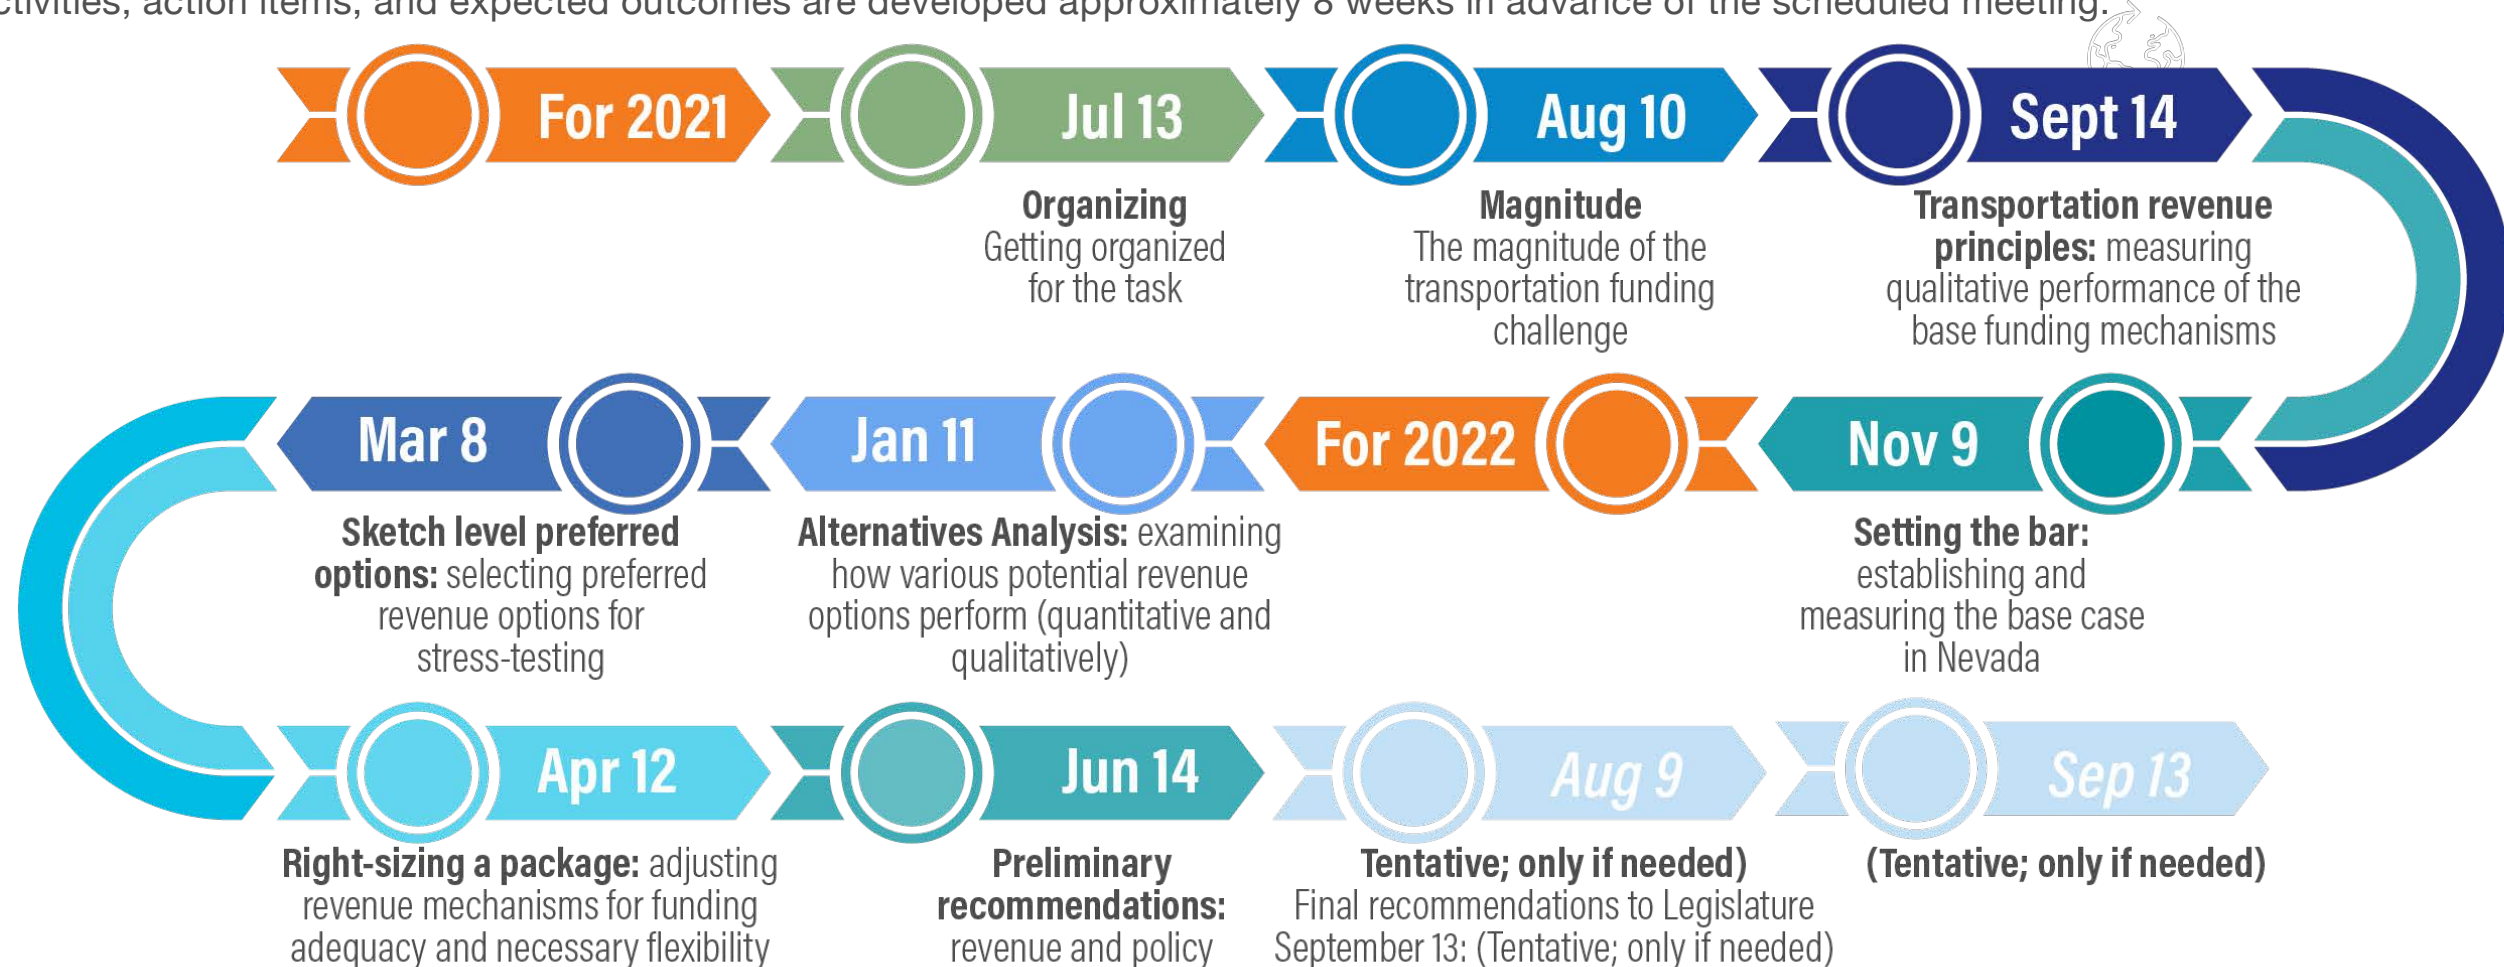 ctivities, action items, and expected outcomes are developed approximately 8 weeks in advance of the scheduled meeting.
For 2021
Jul 13
Organizing
Getting organized
for the task
Aug 10
Magnitude
The magnitude of the
transportation funding
challenge
Sept 14
Transportation revenue
principles: measuring
qualitative performance of the
base funding mechanisms
Nov 9
Setting the bar:
establishing and
measuring the base case
in Nevada
For 2022
Jan 11
Alternatives Analysis: examining
how various potential revenue
options perform (quantitative and
qualitatively)
Mar 8
Sketch level preferred
options: selecting preferred
revenue options for
stress-testing
Apr 12
Right-sizing a package: adjusting
revenue mechanisms for funding
adequacy and necessary flexibility
Jun 14
Preliminary
recommendations:
revenue and policy
Aug 9
Tentative; only if needed)
Final recommendations to Legislature
September 13: (Tentative; only if needed)
Sep 13
(Tentative; only if needed)